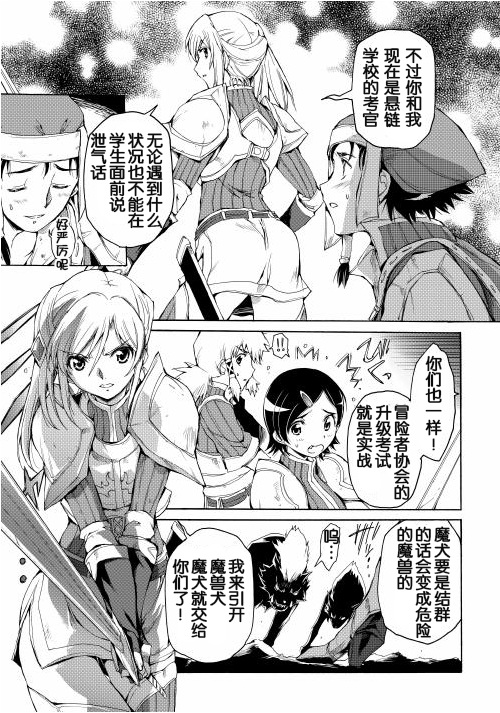 不过你和我
现在是悬链
学校的考官
无论遇到什么
状况也不能在
学生面前说
泄气话
好严厉呢
你们也一样！
冒险者协会的
升级考试
就是实战
!!
びくっ
魔犬要是结群
的话会变成危险
的魔兽的
呜…
我来引开
魔兽犬
魔犬就交给
你们了！